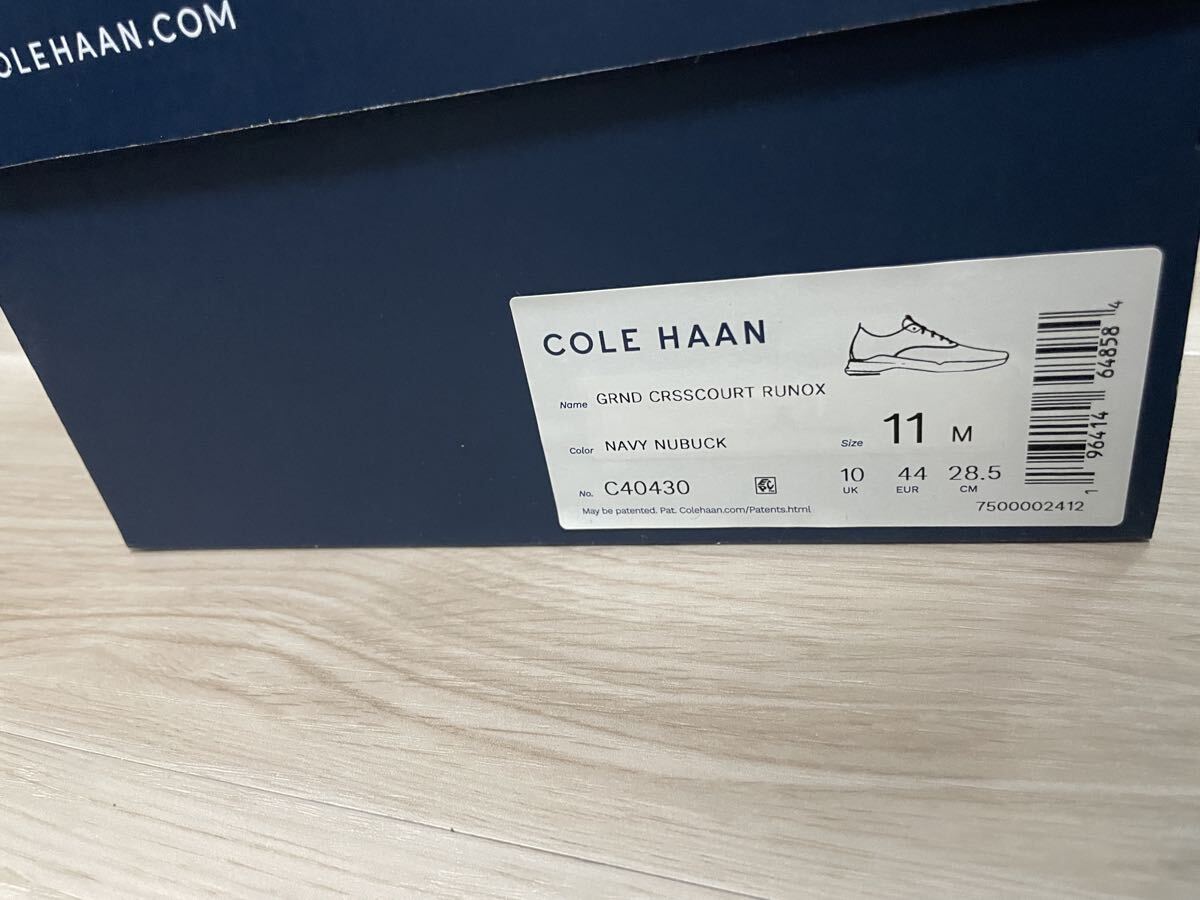 OLEHAAN.COM
COLE HAAN
Name GRND CRSSCOURT RUNOX
Color NAVY NUBUCK
Size 11 M
No. C40430
10 44 28.5
UK EUR CM
May be patented. Pat. Colehaan.com/Patents.html
7500002412
1 96414 64858 4